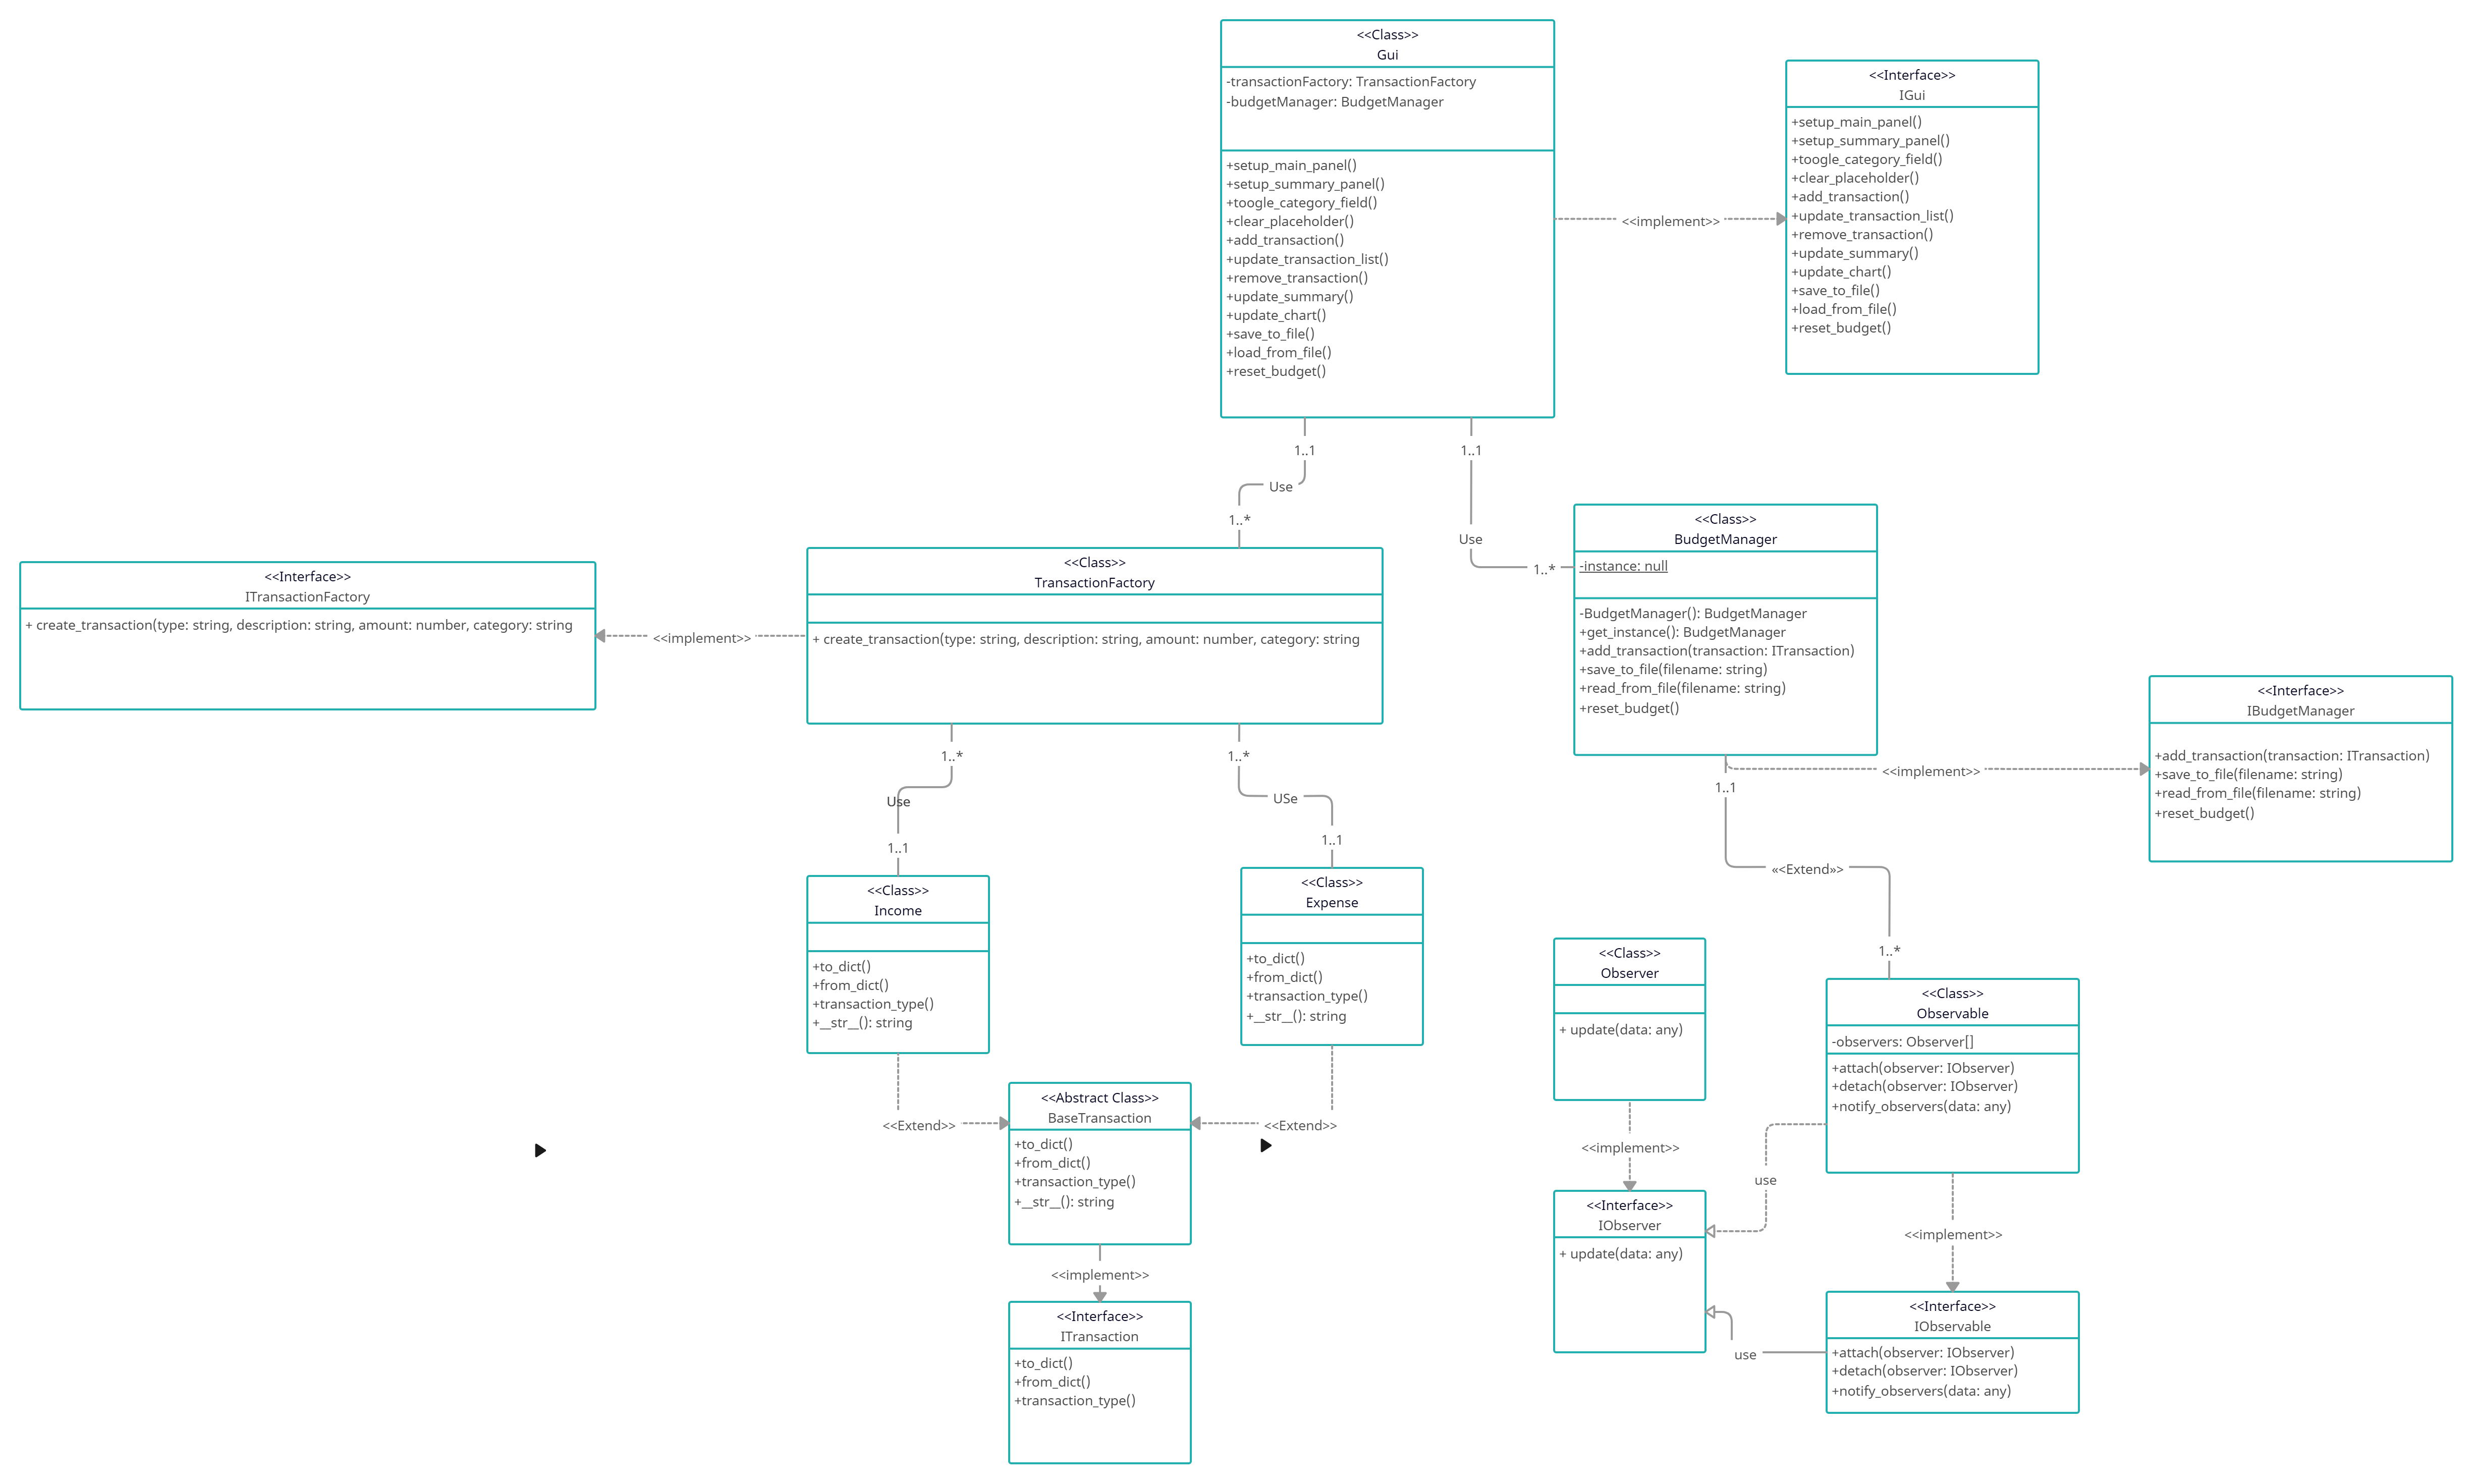 <<Class>>
Gui
-transactionFactory: TransactionFactory
-budgetManager: BudgetManager
+setup_main_panel()
+setup_summary_panel()
+toogle_category_field()
+clear_placeholder()
+add_transaction()
+update_transaction_list()
+remove_transaction()
+update_summary()
+update_chart()
+save_to_file()
+load_from_file()
+reset_budget()
<<implement>>
<<Interface>>
IGui
+setup_main_panel()
+setup_summary_panel()
+toogle_category_field()
+clear_placeholder()
+add_transaction()
+update_transaction_list()
+remove_transaction()
+update_summary()
+update_chart()
+save_to_file()
+load_from_file()
+reset_budget()
1..1
Use
1..*
1..1
Use
1..*
<<Interface>>
ITransactionFactory
+ create_transaction(type: string, description: string, amount: number, category: string
<<implement>>
<<Class>>
TransactionFactory
+ create_transaction(type: string, description: string, amount: number, category: string
<<Class>>
BudgetManager
-instance: null
-BudgetManager(): BudgetManager
+get_instance(): BudgetManager
+add_transaction(transaction: ITransaction)
+save_to_file(filename: string)
+read_from_file(filename: string)
+reset_budget()
<<implement>>
<<Interface>>
IBudgetManager
+add_transaction(transaction: ITransaction)
+save_to_file(filename: string)
+read_from_file(filename: string)
+reset_budget()
1..*
Use
1..1
1..*
USe
1..1
1..1
«<Extend»>
1..*
<<Class>>
Income
+to_dict()
+from_dict()
+transaction_type()
+__str__(): string
<<Class>>
Expense
+to_dict()
+from_dict()
+transaction_type()
+__str__(): string
<<Extend>>
<<Extend>>
<<Abstract Class>>
BaseTransaction
+to_dict()
+from_dict()
+transaction_type()
+__str__(): string
<<implement>>
<<Interface>>
ITransaction
+to_dict()
+from_dict()
+transaction_type()
<<Class>>
Observer
+ update(data: any)
<<implement>>
<<Class>>
Observable
-observers: Observer[]
+attach(observer: IObserver)
+detach(observer: IObserver)
+notify_observers(data: any)
use
<<implement>>
<<Interface>>
IObserver
+ update(data: any)
use
<<Interface>>
IObservable
+attach(observer: IObserver)
+detach(observer: IObserver)
+notify_observers(data: any)